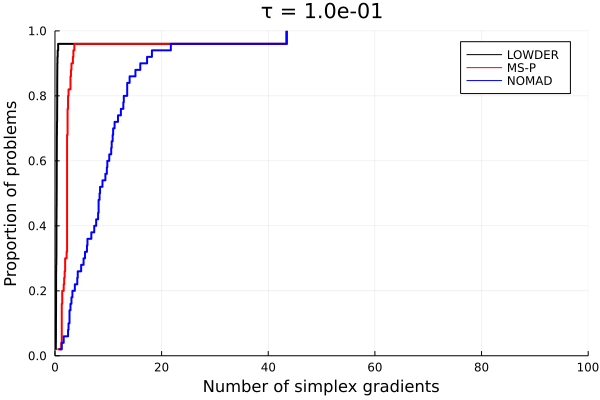 τ = 1.0e-01
1.0
0.8
0.6
0.4
0.2
0.0
Proportion of problems
LOWDER
MS-P
NOMAD
0 20 40 60 80 100
Number of simplex gradients